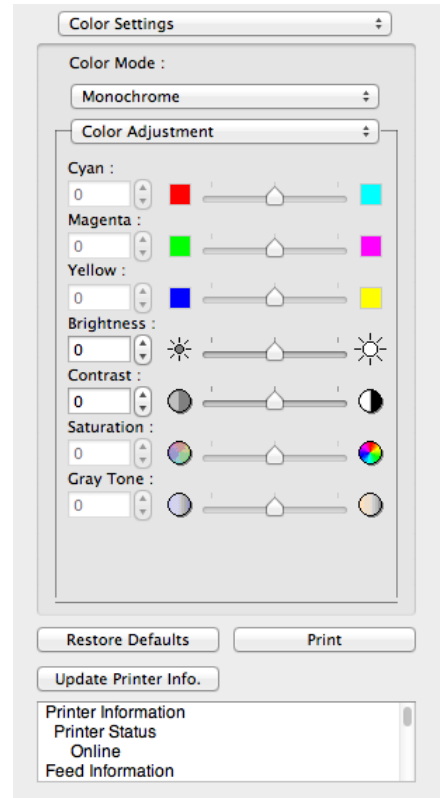 Color Settings
Color Mode :
Monochrome
Color Adjustment
Cyan :
0
Magenta :
0
Yellow :
0
Brightness :
0
Contrast :
0
Saturation :
0
Gray Tone :
0
Restore Defaults Print
Update Printer Info.
Printer Information
Printer Status
Online
Feed Information